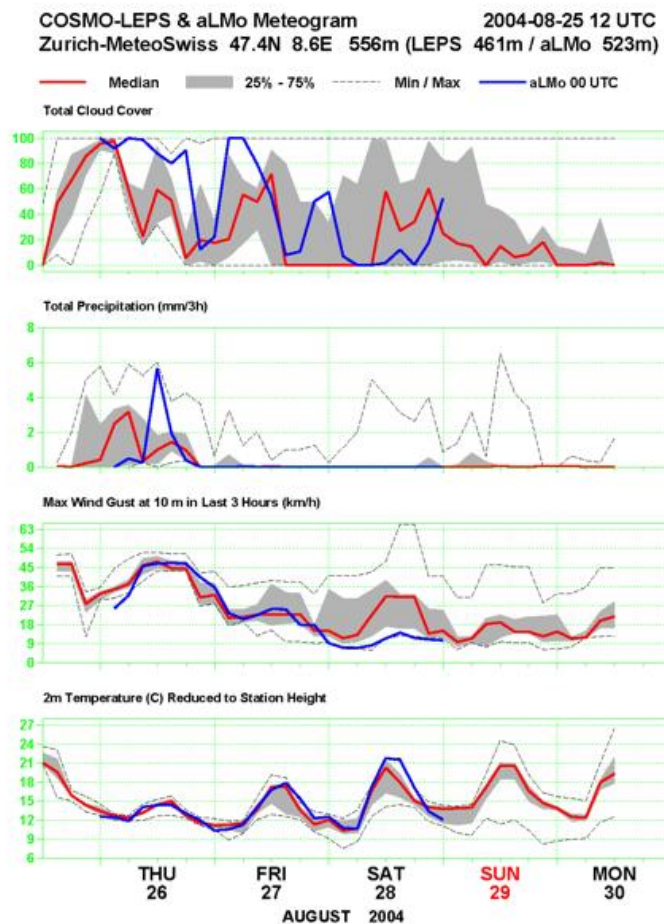 COSMO-LEPS & aLMo Meteogram 2004-08-25 12 UTC
Zurich-MeteoSwiss 47.4N 8.6E 556m (LEPS 461m / aLMo 523m)
Median 25% - 75% Min / Max aLMo 00 UTC
Total Cloud Cover
100
80
60
40
20
0
Total Precipitation (mm/3h)
8
6
4
2
0
Max Wind Gust at 10 m in Last 3 Hours (km/h)
63
54
45
36
27
18
9
0
2m Temperature (C) Reduced to Station Height
27
24
21
18
15
12
9
6
THU FRI SAT SUN MON
26 27 28 29 30
AUGUST 2004